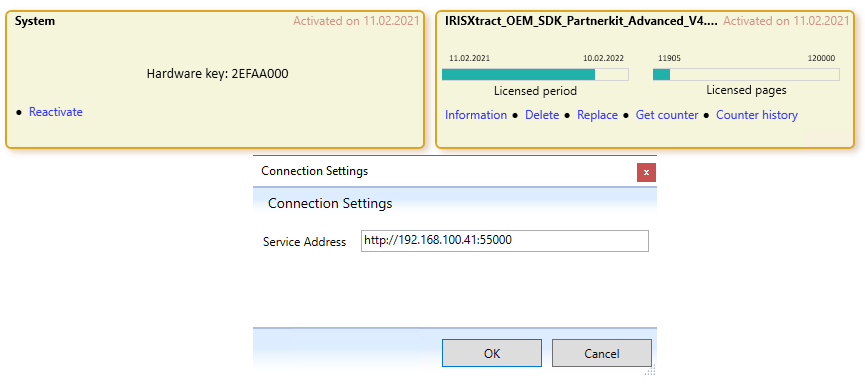 System Activated on 11.02.2021
Hardware key: 2EFAA000
● Reactivate
IRISXtract_OEM_SDK_Partnerkit_Advanced_V4.... Activated on 11.02.2021
11.02.2021 10.02.2022 11905 120000
Licensed period Licensed pages
Information ● Delete ● Replace ● Get counter ● Counter history
Connection Settings x
Connection Settings
Service Address http://192.168.100.41:55000
OK Cancel